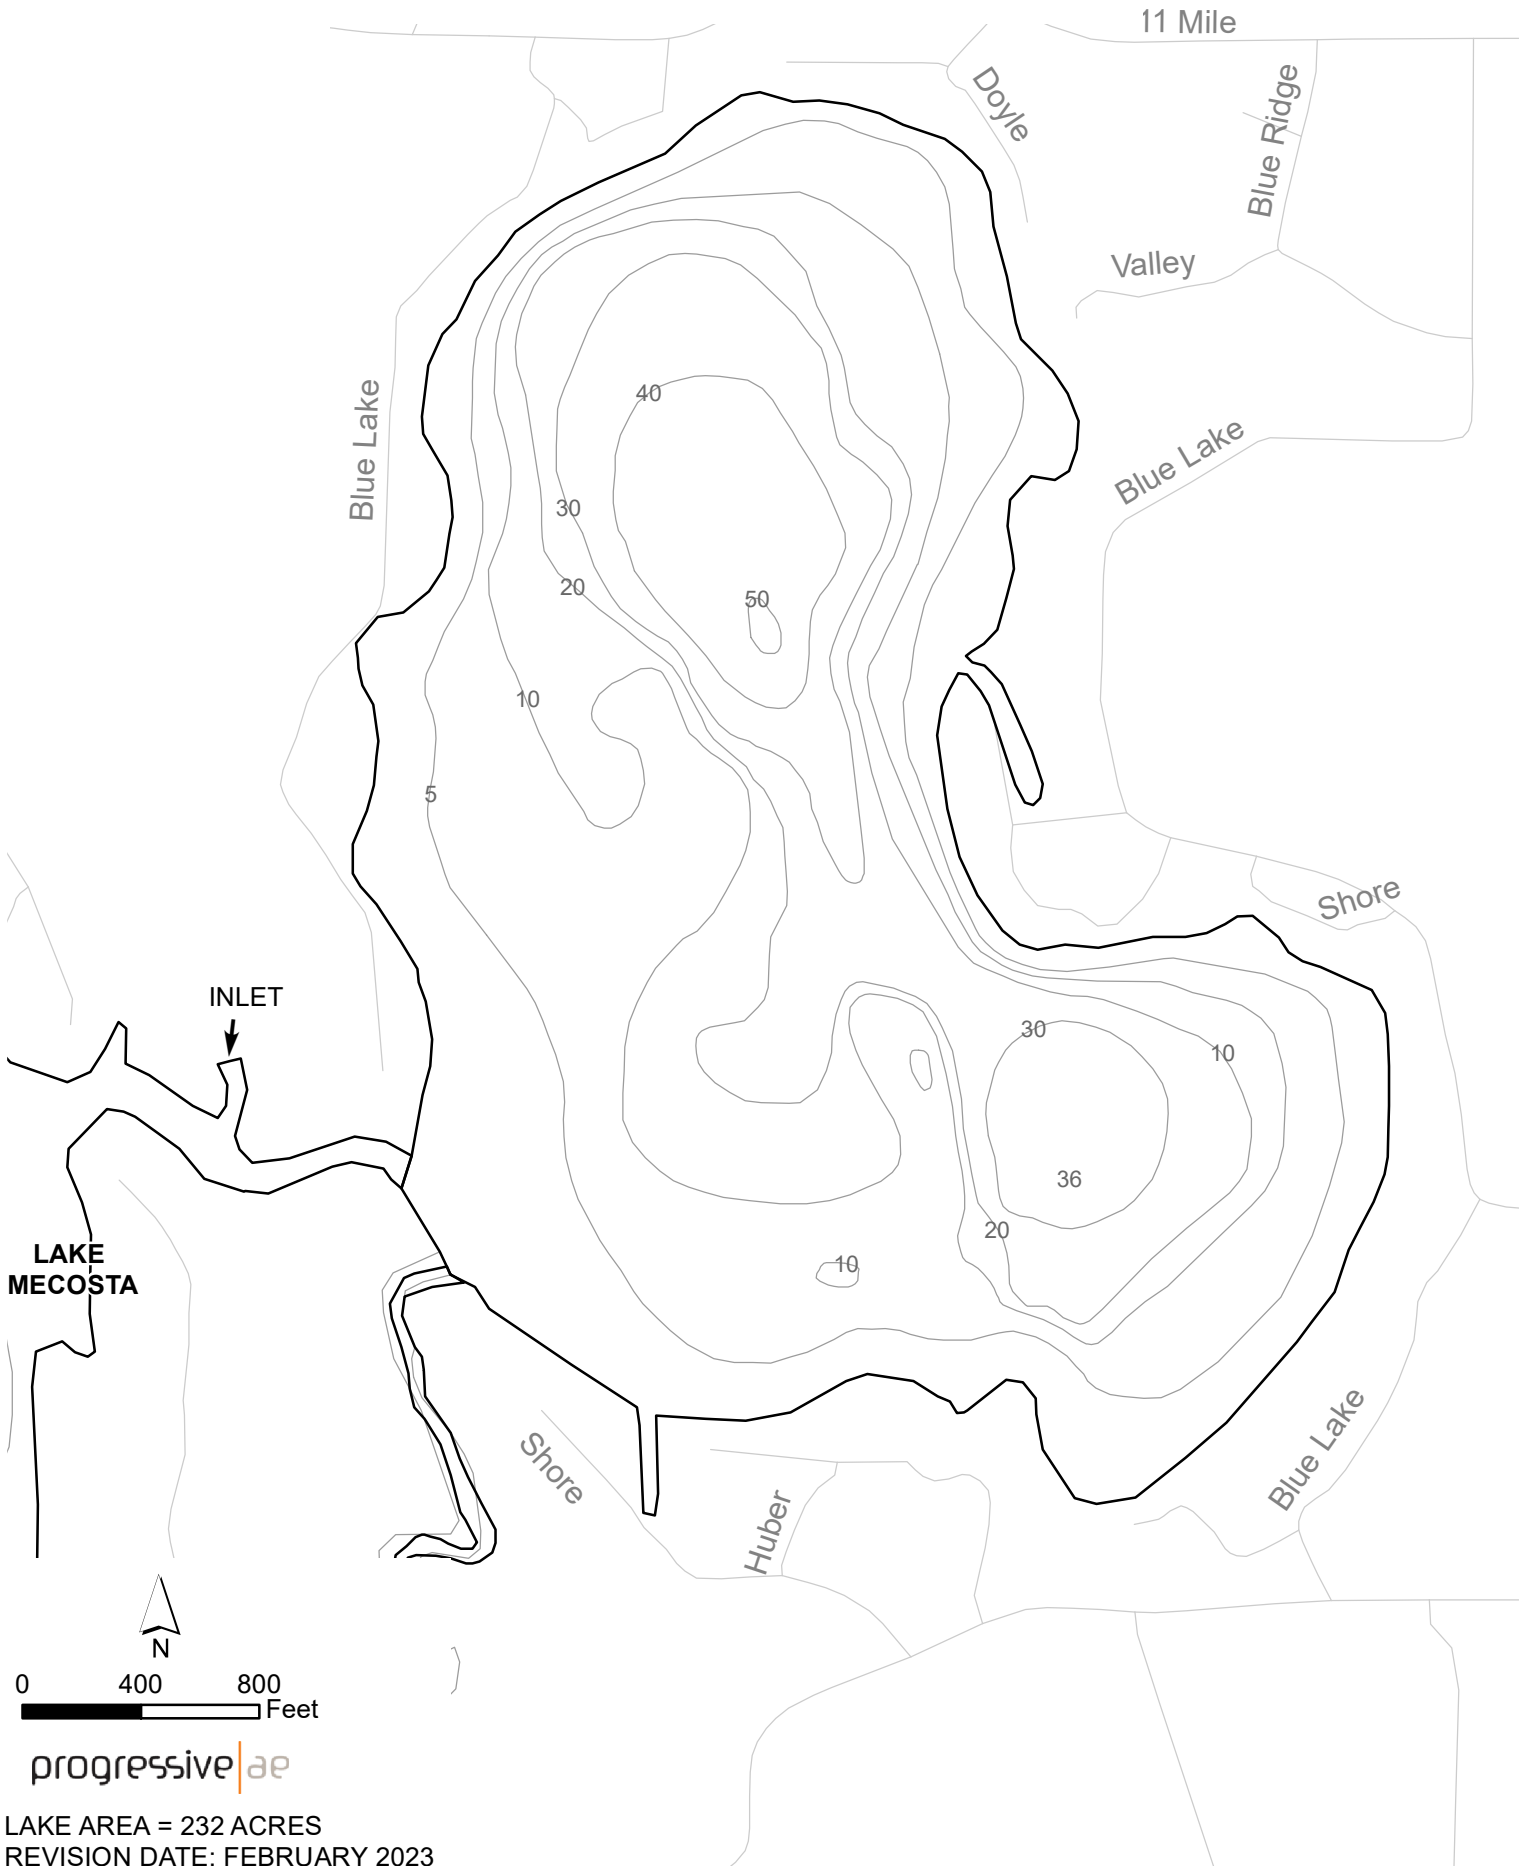 11 Mile
Doyle
Blue Ridge
Valley
Blue Lake
40
Blue Lake
30
20
50
10
5
Shore
INLET
30
10
36
20
LAKE
MECOSTA
10
Blue Lake
Shore
Huber
N
0 400 800
Feet
progressive|ae
LAKE AREA = 232 ACRES
REVISION DATE: FEBRUARY 2023